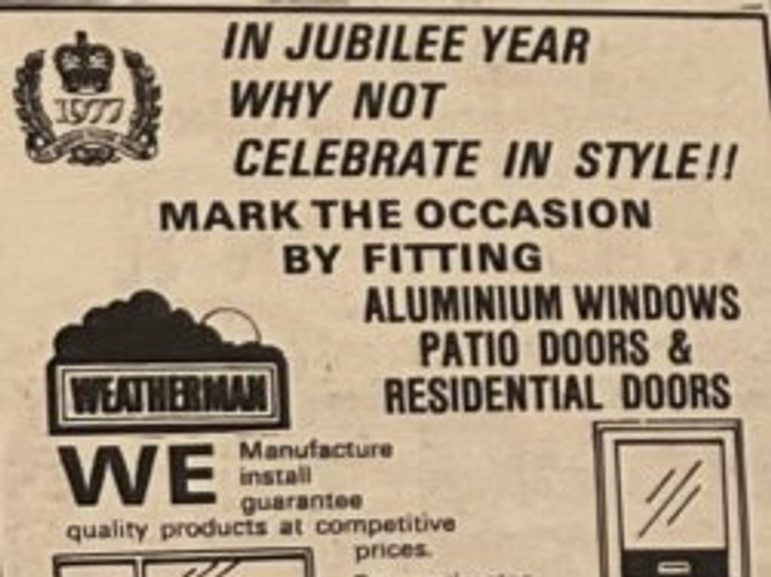 IN JUBILEE YEAR
WHY NOT
CELEBRATE IN STYLE!!
1977
MARK THE OCCASION
BY FITTING
ALUMINIUM WINDOWS
PATIO DOORS &
RESIDENTIAL DOORS
WEATHERMAN
WE Manufacture
install
guarantee
quality products at competitive
prices.